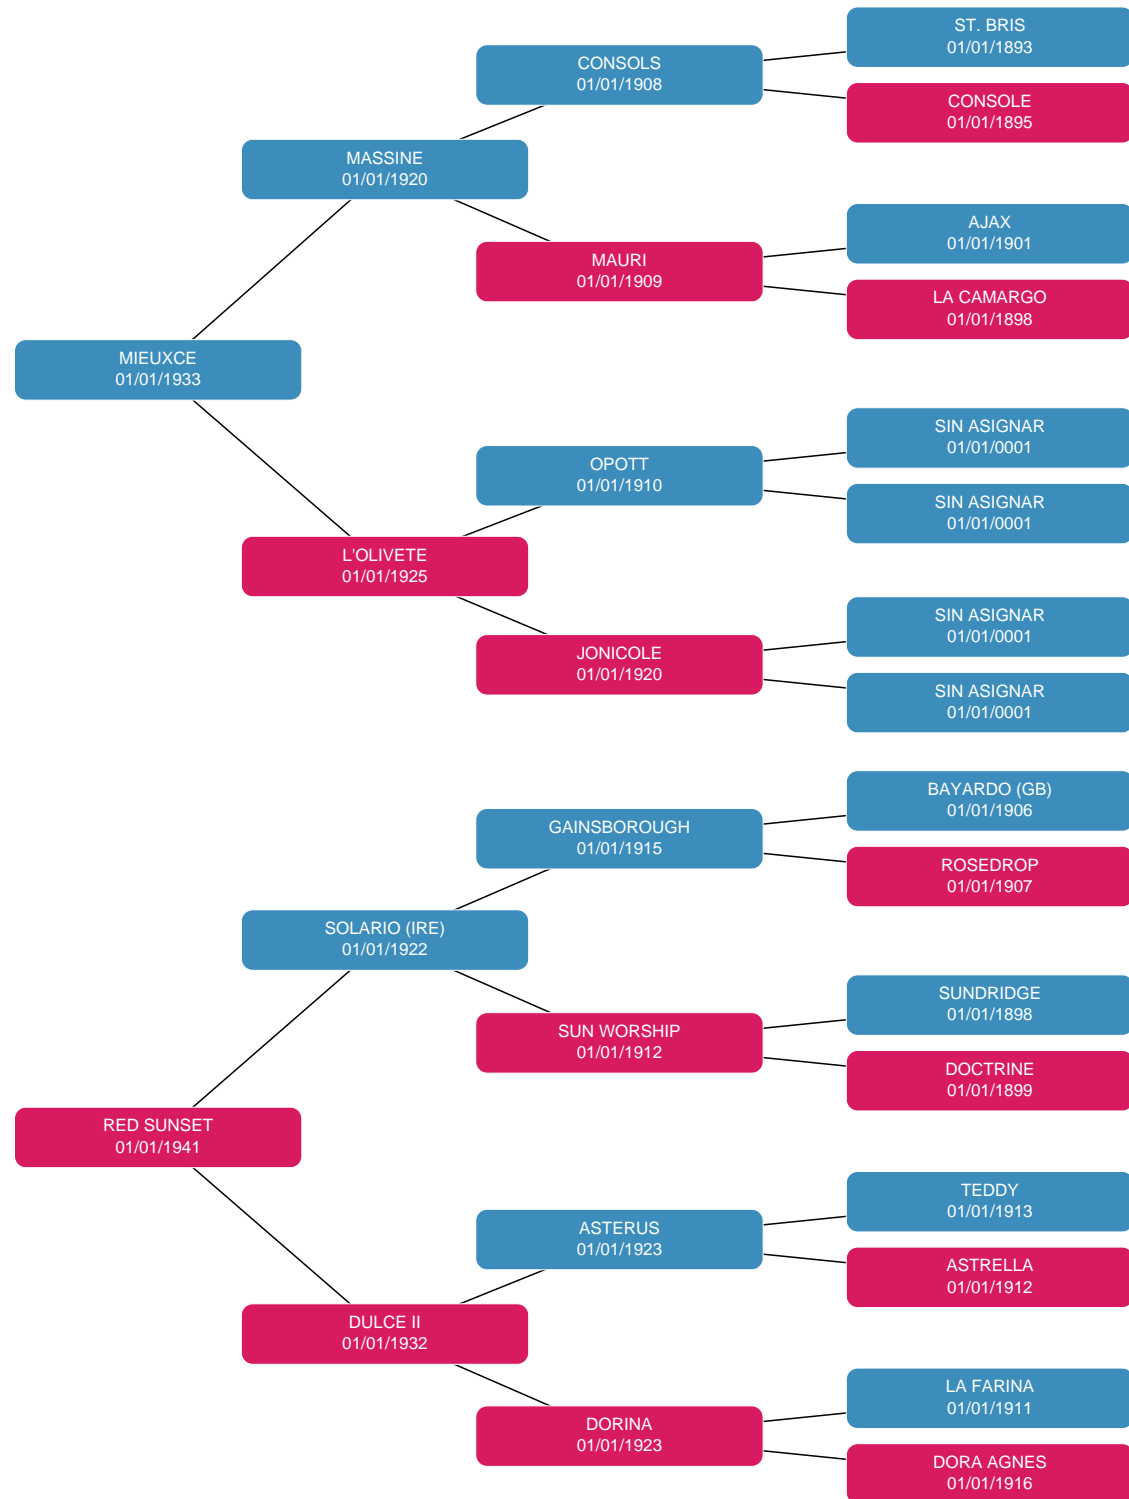 ST. BRIS
01/01/1893
CONSOLS
01/01/1908
CONSOLE
01/01/1895
MASSINE
01/01/1920
AJAX
01/01/1901
MAURI
01/01/1909
LA CAMARGO
01/01/1898
MIEUXCE
01/01/1933
SIN ASIGNAR
01/01/0001
OPOTT
01/01/1910
SIN ASIGNAR
01/01/0001
L'OLIVETE
01/01/1925
SIN ASIGNAR
01/01/0001
JONICOLE
01/01/1920
SIN ASIGNAR
01/01/0001
BAYARDO (GB)
01/01/1906
GAINSBOROUGH
01/01/1915
ROSEDROP
01/01/1907
SOLARIO (IRE)
01/01/1922
SUNDRIDGE
01/01/1898
SUN WORSHIP
01/01/1912
DOCTRINE
01/01/1899
RED SUNSET
01/01/1941
TEDDY
01/01/1913
ASTERUS
01/01/1923
ASTRELLA
01/01/1912
DULCE II
01/01/1932
LA FARINA
01/01/1911
DORINA
01/01/1923
DORA AGNES
01/01/1916